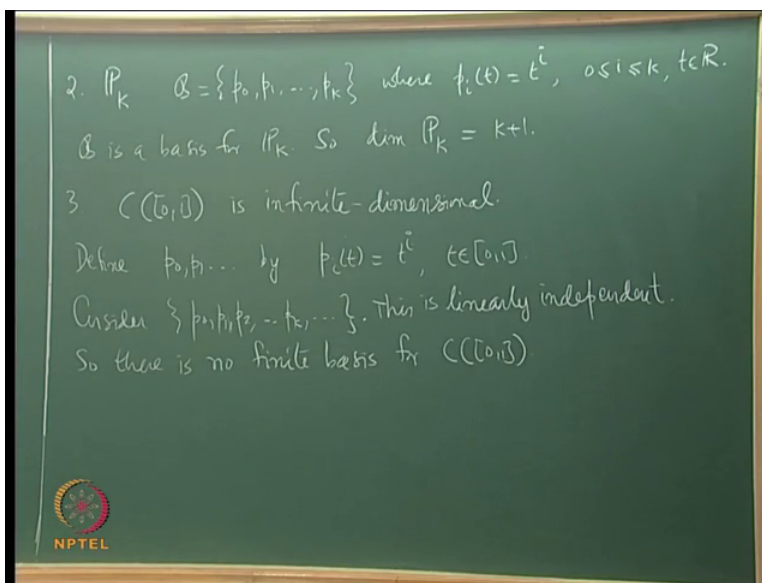 2. ℙ_K ℬ = {p₀, p₁, ..., p_K} where p_i(t) = t^i, 0≤i≤k, t∈ℝ.
ℬ is a basis for ℙ_K. So dim ℙ_K = k+1.
3 C([0,1]) is infinite-dimensional.
Define p₀, p₁ ... by p_i(t) = t^i, t∈[0,1]
Consider {p₀, p₁, p₂, ... p_k, ...}. This is linearly independent.
So there is no finite basis for C([0,1])
NPTEL